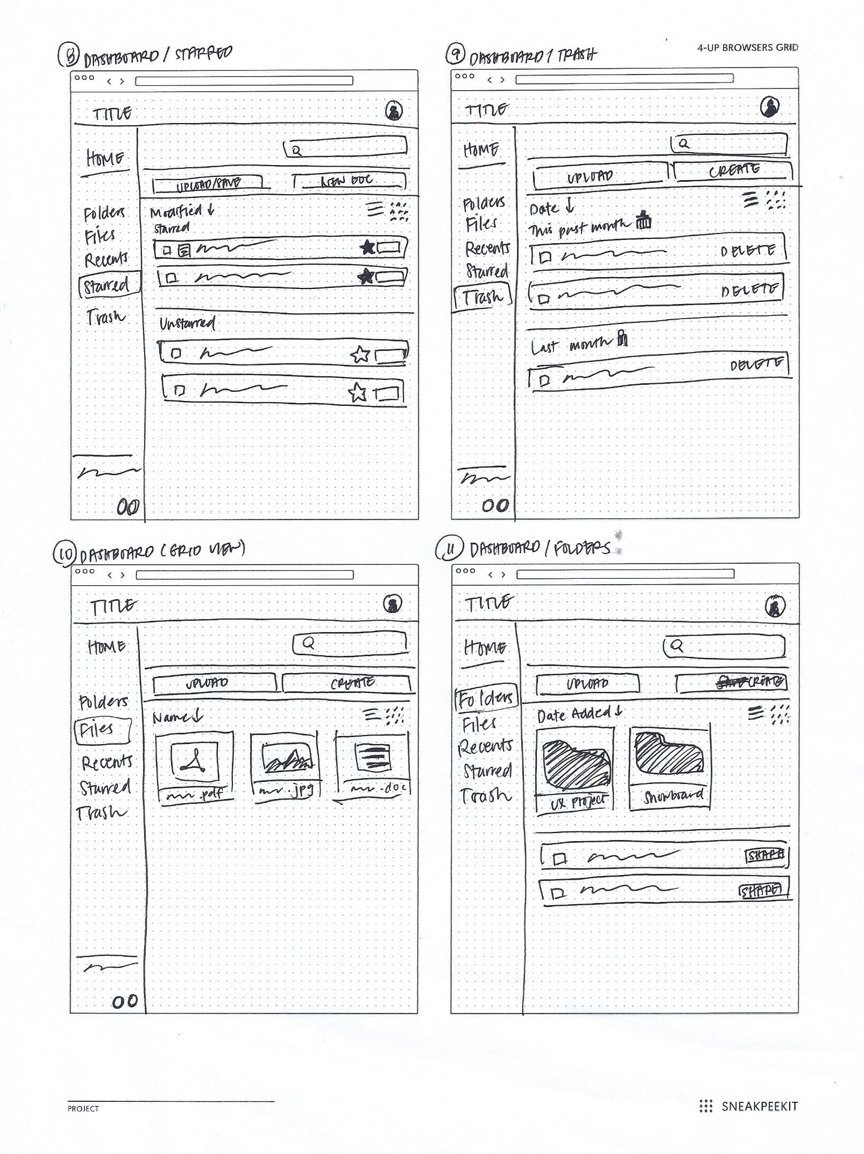 8 DASHBOARD / STARRED
TITLE
HOME
UPLOAD/SAVE NEW DOC
Folders
Files
Recents
Starred
Trash
Modified ↓
Starred
Unstarred
9 DASHBOARD / TRASH
4-UP BROWSERS GRID
TITLE
HOME
UPLOAD CREATE
Folders
Files
Recents
Starred
Trash
Date ↓
This past month
DELETE
DELETE
Last month
DELETE
10 DASHBOARD (GRID VIEW)
TITLE
HOME
UPLOAD CREATE
Folders
Files
Recents
Starred
Trash
Name ↓
.pdf .jpg .doc
11 DASHBOARD / FOLDERS
TITLE
HOME
UPLOAD CREATE
Folders
Files
Recents
Starred
Trash
Date Added ↓
UX Project Snowboard
SHARE
SHARE
PROJECT
SNEAKPEEKIT